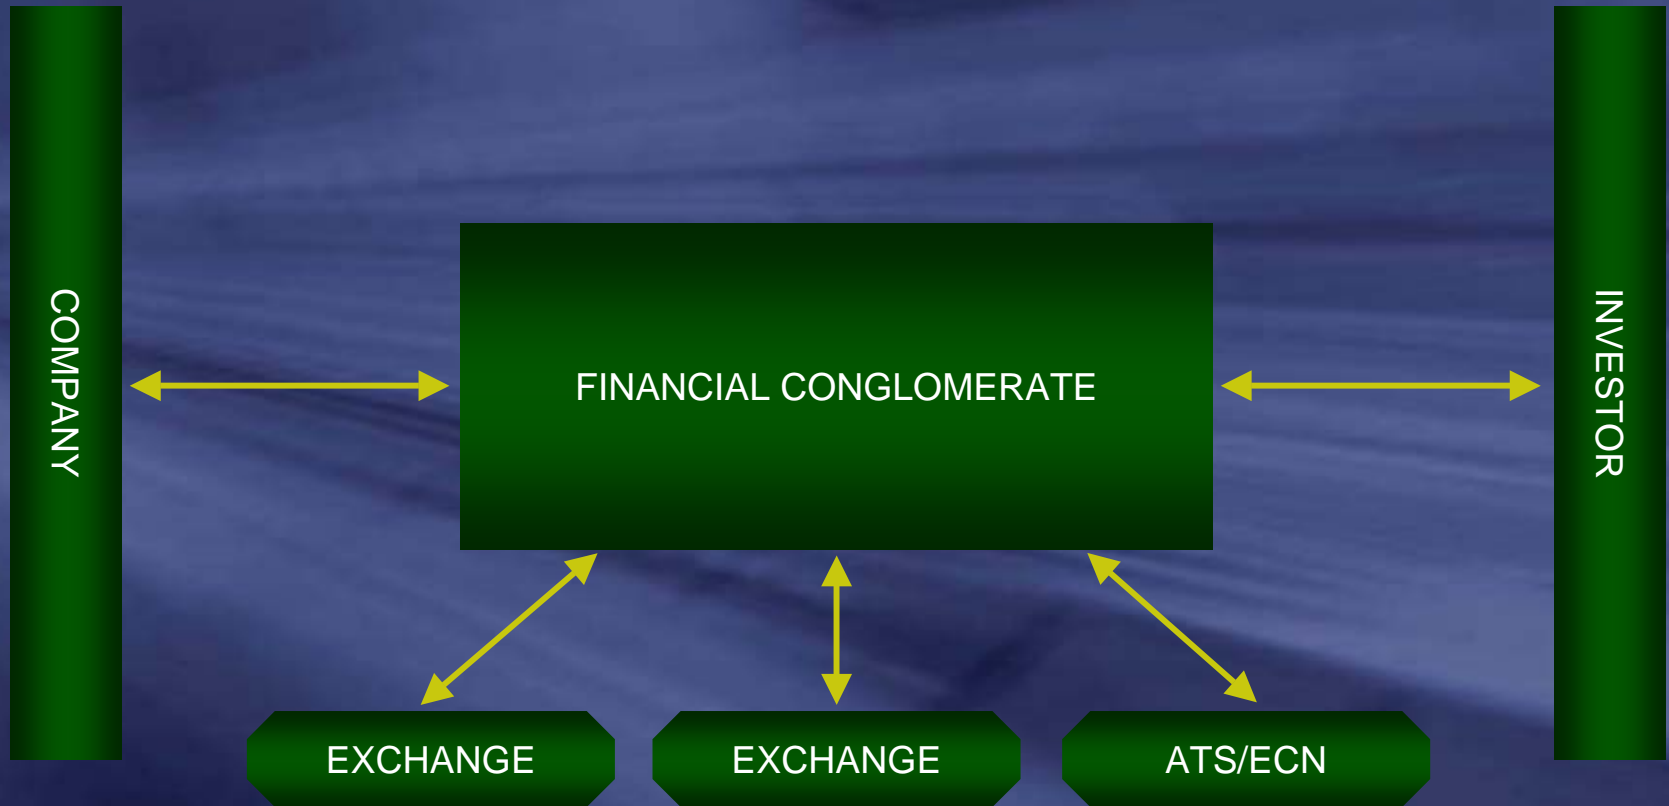 COMPANY
FINANCIAL CONGLOMERATE
INVESTOR
EXCHANGE
EXCHANGE
ATS/ECN